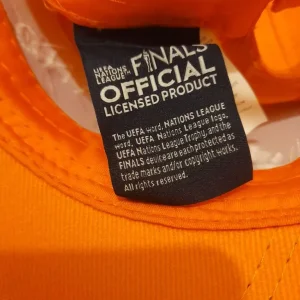 UEFA
NATIONS
LEAGUE
FINALS
OFFICIAL
LICENSED PRODUCT
The UEFA word, NATIONS LEAGUE
word, UEFA Nations League logo,
UEFA Nations League Trophy, and the
FINALS device are each protected as
trade marks and/or copyright works.
All rights reserved.